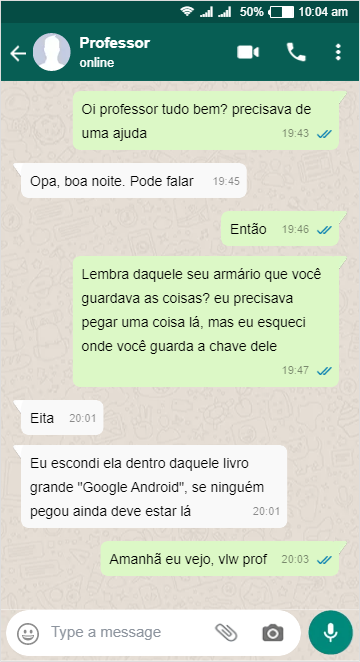 50% 10:04 am
Professor
online
Oi professor tudo bem? precisava de
uma ajuda
19:43
Opa, boa noite. Pode falar 19:45
Então 19:46
Lembra daquele seu armário que você
guardava as coisas? eu precisava
pegar uma coisa lá, mas eu esqueci
onde você guarda a chave dele
19:47
Eita 20:01
Eu escondi ela dentro daquele livro
grande "Google Android", se ninguém
pegou ainda deve estar lá 20:01
Amanhã eu vejo, vlw prof 20:03
Type a message